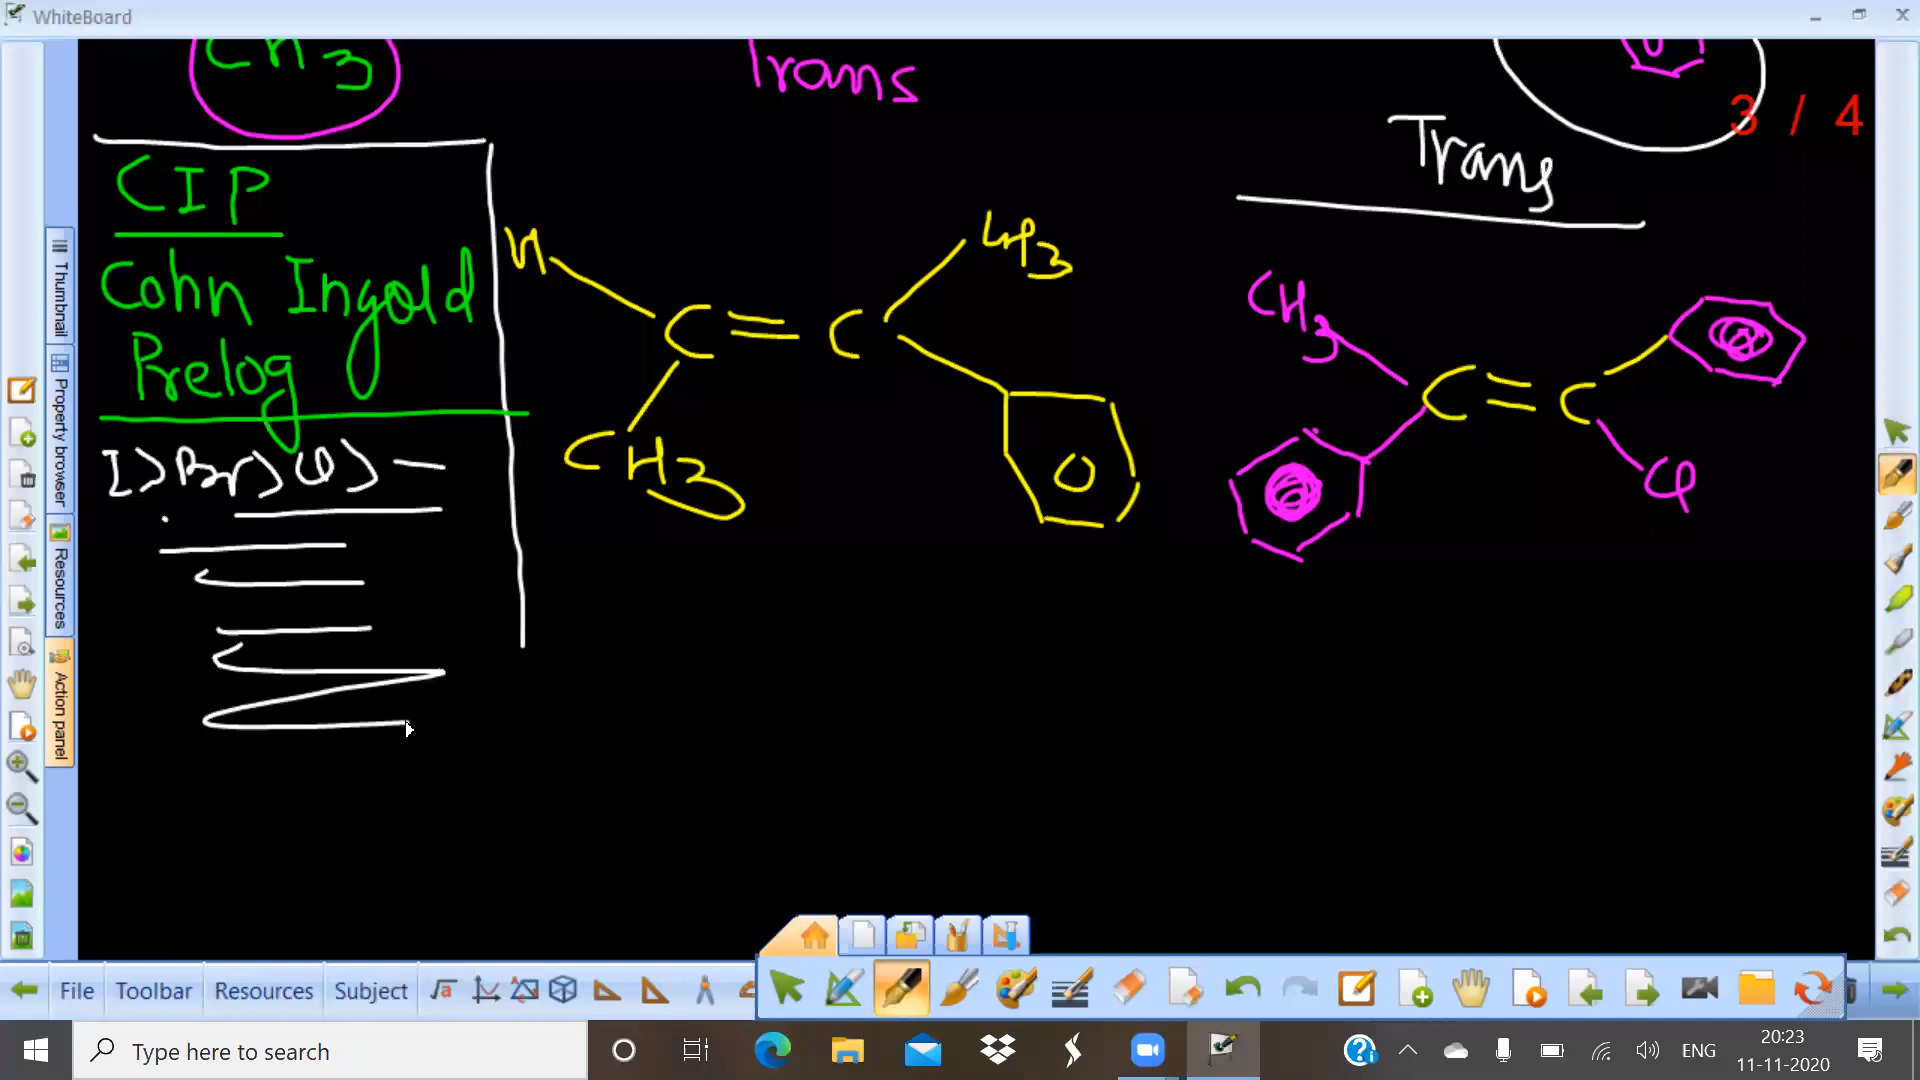 WhiteBoard
CH3
Trans
3 / 4
Trans
CIP
Cohn Ingold
Prelog
I > Br > Cl > —
H
CH3
C = C
CH3
CH3
C = C
Cl
Thumbnail
Property browser
Resources
Action panel
File Toolbar Resources Subject
Type here to search
ENG
20:23
11-11-2020